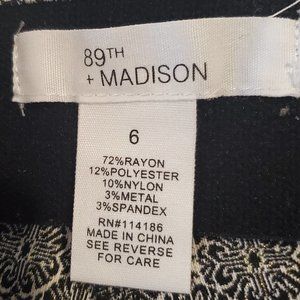 89TH
+ MADISON
6
72%RAYON
12%POLYESTER
10%NYLON
3%METAL
3%SPANDEX
RN#114186
MADE IN CHINA
SEE REVERSE
FOR CARE